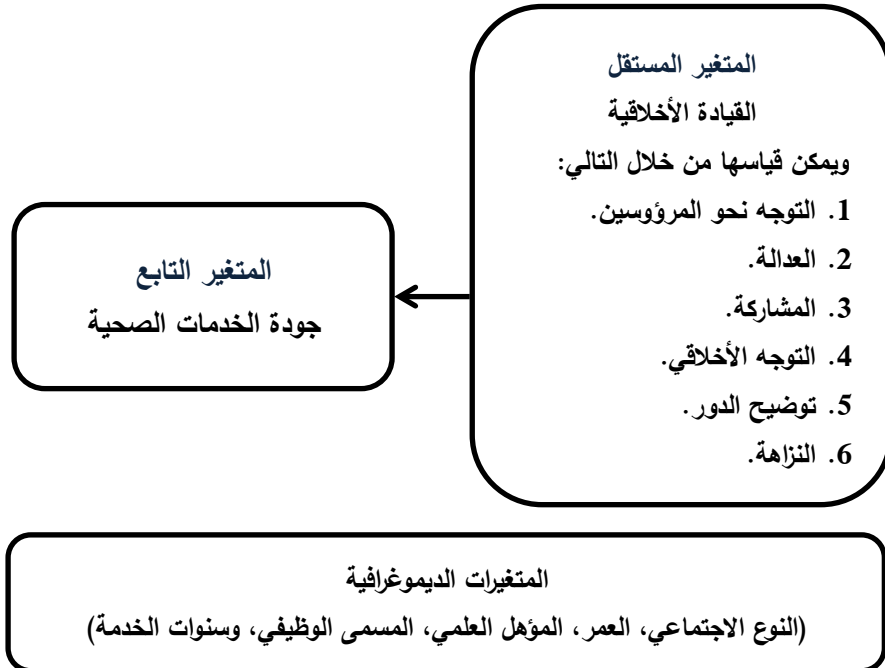 المتغير المستقل
القيادة الأخلاقية
ويمكن قياسها من خلال التالي:
1. التوجه نحو المرؤوسين.
2. العدالة.
3. المشاركة.
4. التوجه الأخلاقي.
5. توضيح الدور.
6. النزاهة.
المتغير التابع
جودة الخدمات الصحية
المتغيرات الديموغرافية
(النوع الاجتماعي، العمر، المؤهل العلمي، المسمى الوظيفي، وسنوات الخدمة)